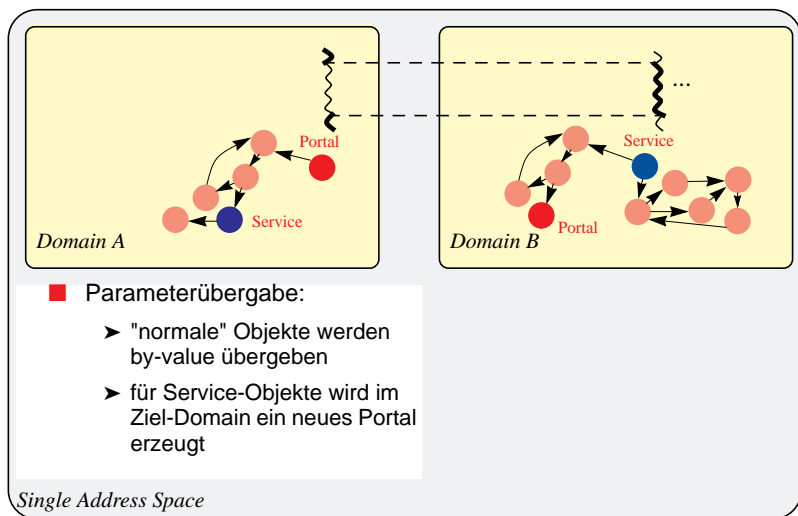 ...
Portal
Service
Service
Portal
Domain A
Domain B
Parameterübergabe:
"normale" Objekte werden
by-value übergeben
für Service-Objekte wird im
Ziel-Domain ein neues Portal
erzeugt
Single Address Space